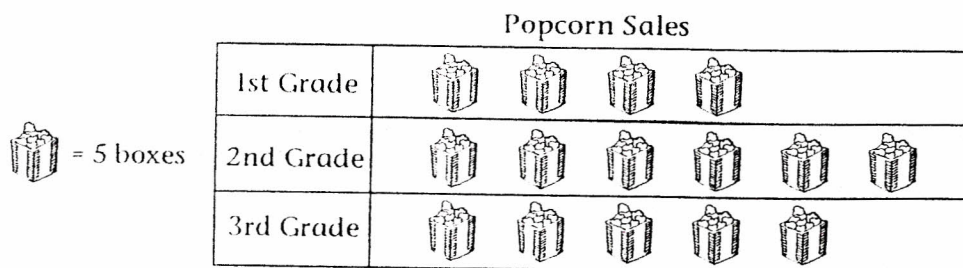 Popcorn Sales
1st Grade
= 5 boxes
2nd Grade
3rd Grade